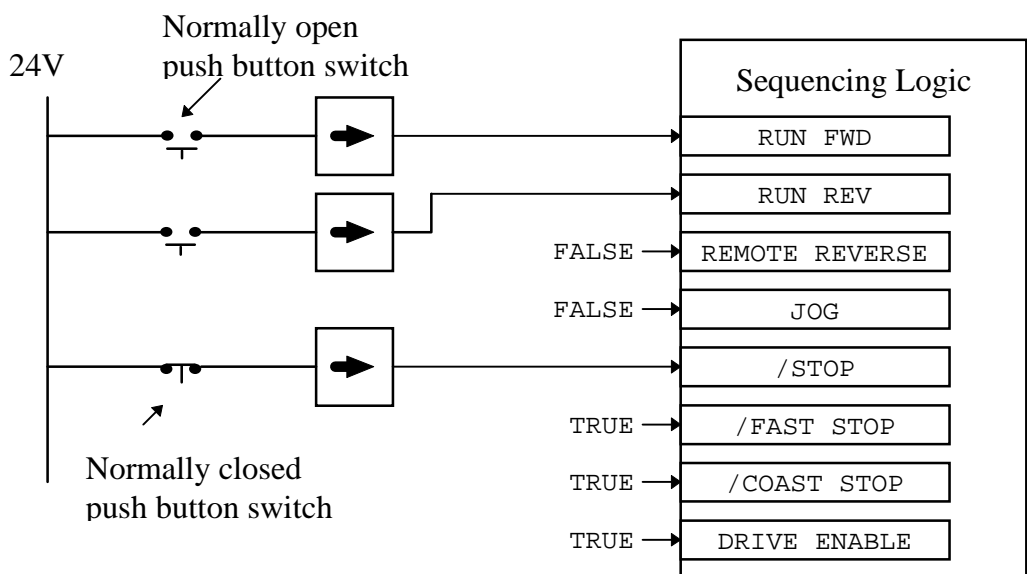 Normally open
push button switch
24V
Sequencing Logic
RUN FWD
RUN REV
FALSE
REMOTE REVERSE
FALSE
JOG
/STOP
TRUE
/FAST STOP
Normally closed
push button switch
TRUE
/COAST STOP
TRUE
DRIVE ENABLE